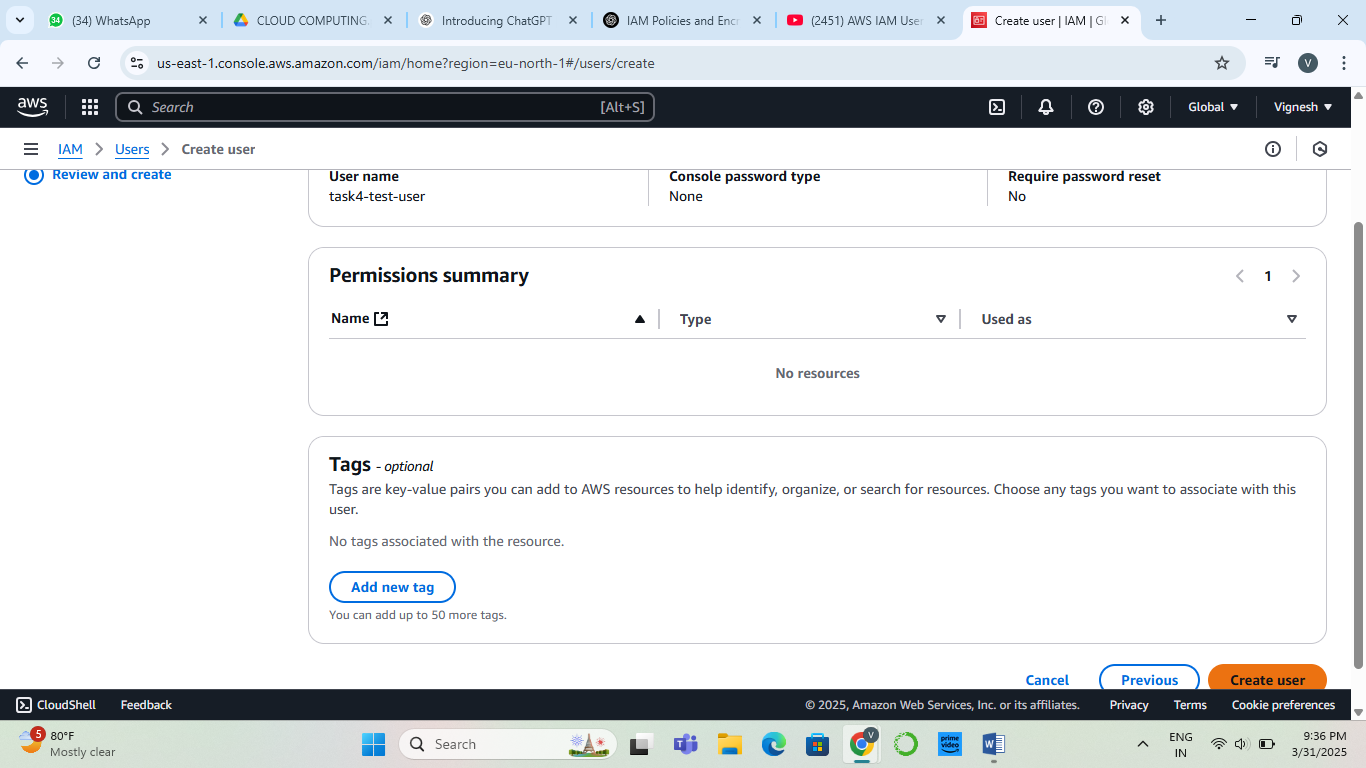 (34) WhatsApp
CLOUD COMPUTING
Introducing ChatGPT
IAM Policies and Enc
(2451) AWS IAM User
Create user | IAM | Gl
us-east-1.console.aws.amazon.com/iam/home?region=eu-north-1#/users/create
V
aws
Search
[Alt+S]
Global
Vignesh
IAM
Users
Create user
Review and create
User name
task4-test-user
Console password type
None
Require password reset
No
Permissions summary
1
Name
Type
Used as
No resources
Tags - optional
Tags are key-value pairs you can add to AWS resources to help identify, organize, or search for resources. Choose any tags you want to associate with this
user.
No tags associated with the resource.
Add new tag
You can add up to 50 more tags.
Cancel
Previous
Create user
CloudShell
Feedback
© 2025, Amazon Web Services, Inc. or its affiliates.
Privacy
Terms
Cookie preferences
5
80°F
Mostly clear
Search
V
prime
video
ENG
IN
9:36 PM
3/31/2025